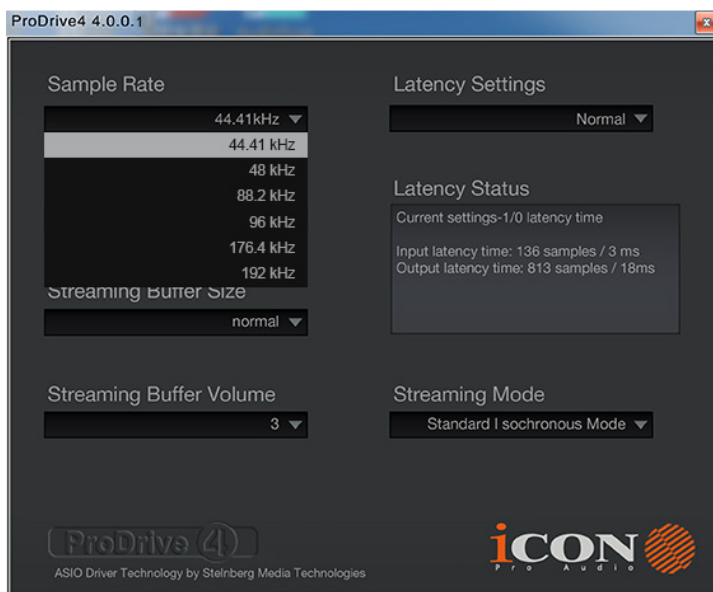 ProDrive4 4.0.0.1
x
Sample Rate
44.41kHz
44.41 kHz
48 kHz
88.2 kHz
96 kHz
176.4 kHz
192 kHz
Streaming Buffer Size
normal
Streaming Buffer Volume
3
Latency Settings
Normal
Latency Status
Current settings-1/0 latency time
Input latency time: 136 samples / 3 ms
Output latency time: 813 samples / 18ms
Streaming Mode
Standard I sochronous Mode
ProDrive 4
ASIO Driver Technology by Steinberg Media Technologies
iCON
Pro Audio